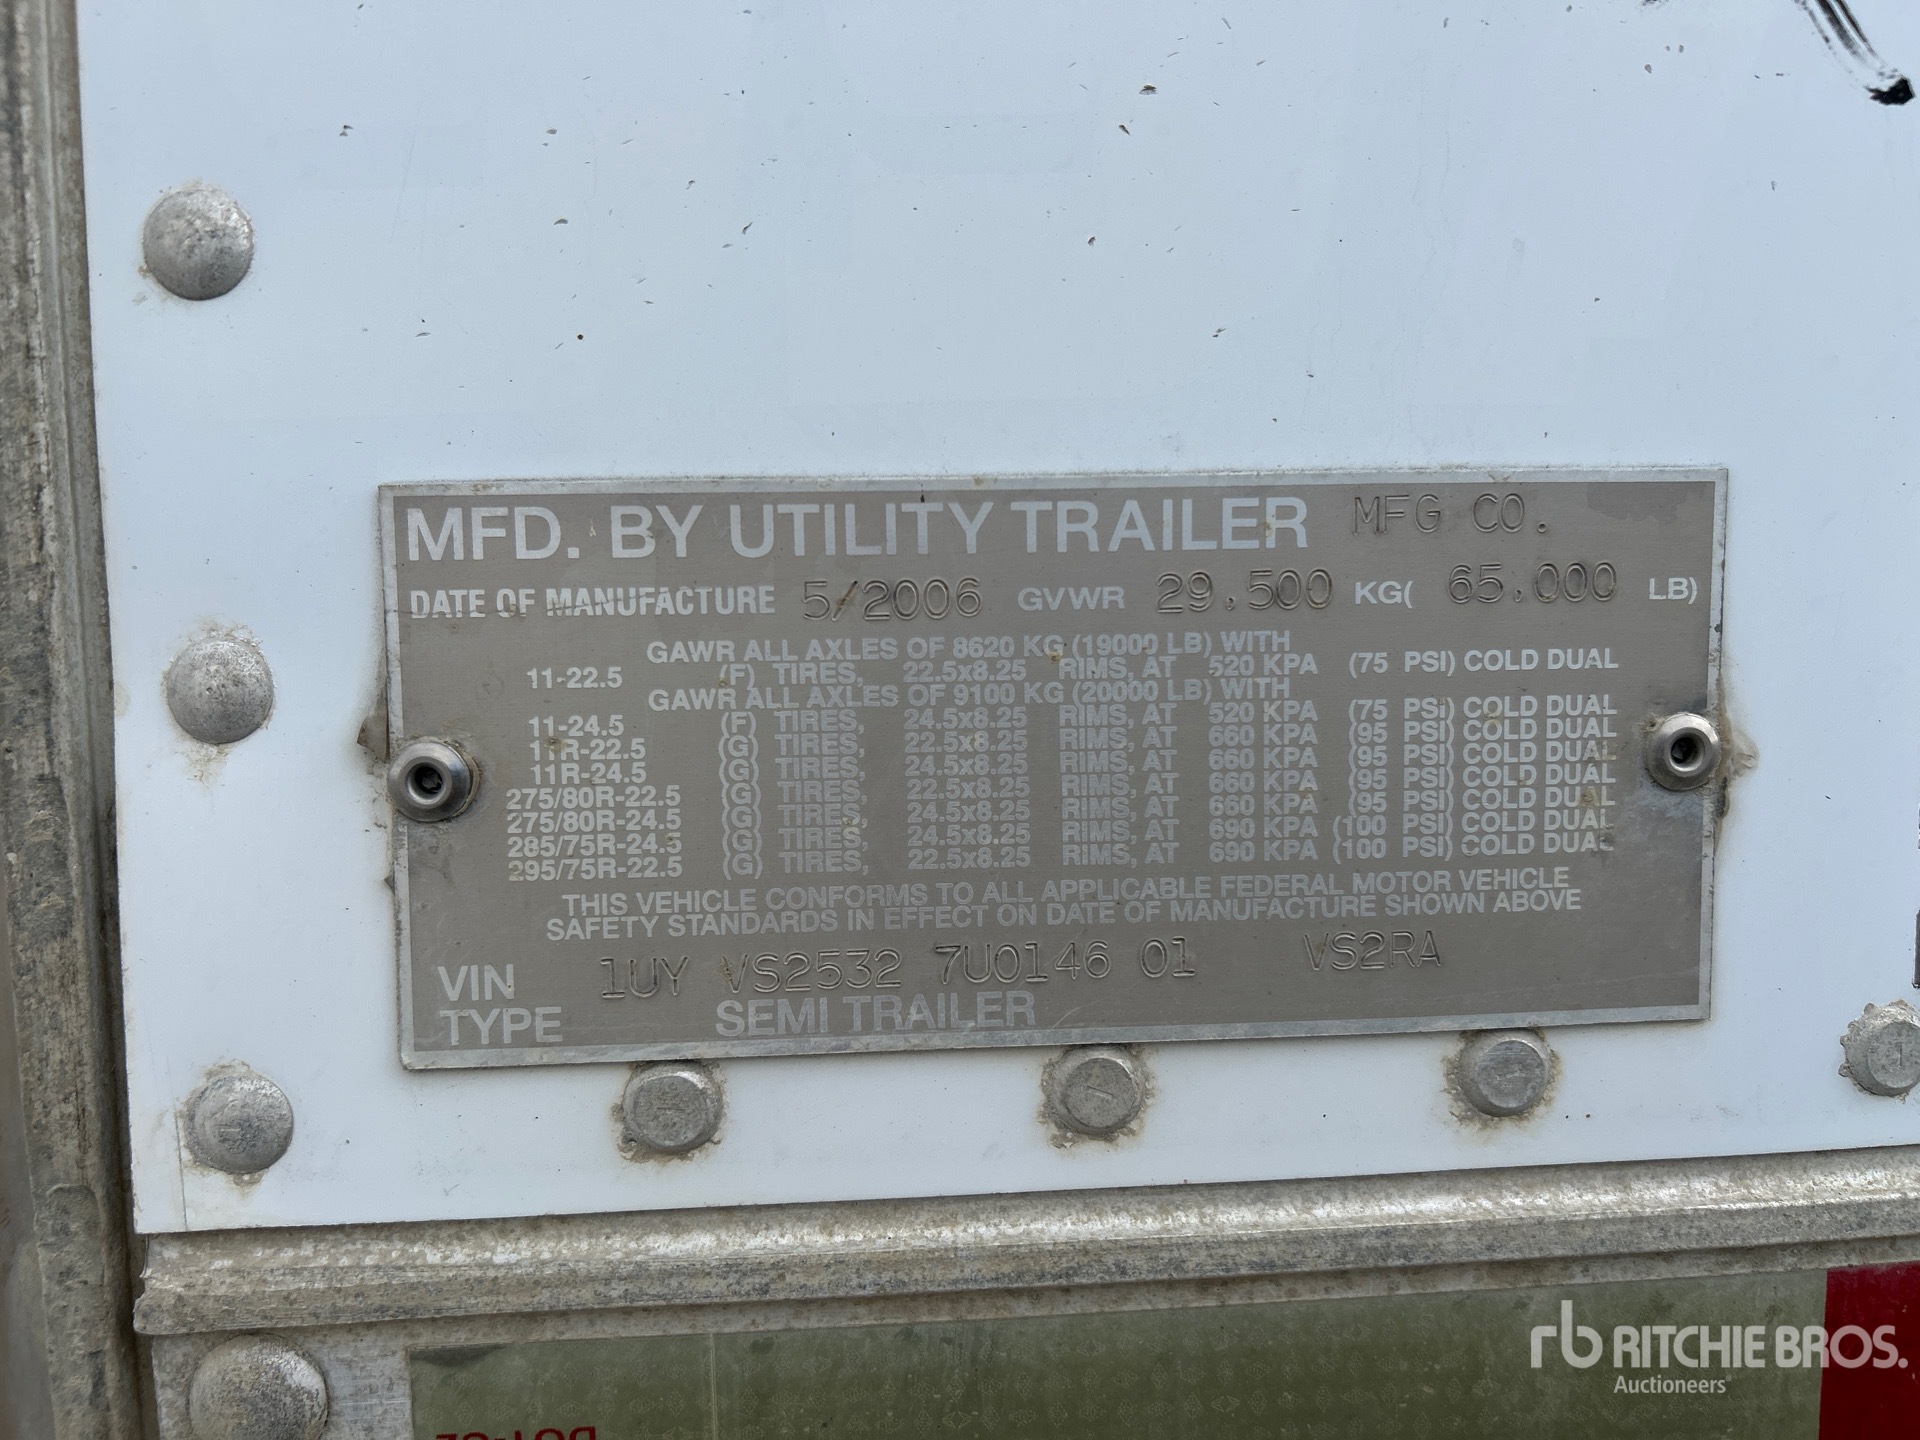 MFD. BY UTILITY TRAILER MFG CO.
DATE OF MANUFACTURE 5/2006 GVWR 29.500 KG( 65.000 LB)
GAWR ALL AXLES OF 8620 KG (19000 LB) WITH
11-22.5 (F) TIRES, 22.5x8.25 RIMS, AT 520 KPA (75 PSI) COLD DUAL
GAWR ALL AXLES OF 9100 KG (20000 LB) WITH
11-24.5 (F) TIRES, 24.5x8.25 RIMS, AT 520 KPA (75 PSI) COLD DUAL
11R-22.5 (G) TIRES, 22.5x8.25 RIMS, AT 660 KPA (95 PSI) COLD DUAL
11R-24.5 (G) TIRES, 24.5x8.25 RIMS, AT 660 KPA (95 PSI) COLD DUAL
275/80R-22.5 (G) TIRES, 22.5x8.25 RIMS, AT 660 KPA (95 PSI) COLD DUAL
275/80R-24.5 (G) TIRES, 24.5x8.25 RIMS, AT 660 KPA (95 PSI) COLD DUAL
285/75R-24.5 (G) TIRES, 24.5x8.25 RIMS, AT 690 KPA (100 PSI) COLD DUAL
295/75R-22.5 (G) TIRES, 22.5x8.25 RIMS, AT 690 KPA (100 PSI) COLD DUAL
THIS VEHICLE CONFORMS TO ALL APPLICABLE FEDERAL MOTOR VEHICLE
SAFETY STANDARDS IN EFFECT ON DATE OF MANUFACTURE SHOWN ABOVE
VIN 1UY VS2532 7U0146 01 VS2RA
TYPE SEMI TRAILER
rb RITCHIE BROS.
Auctioneers